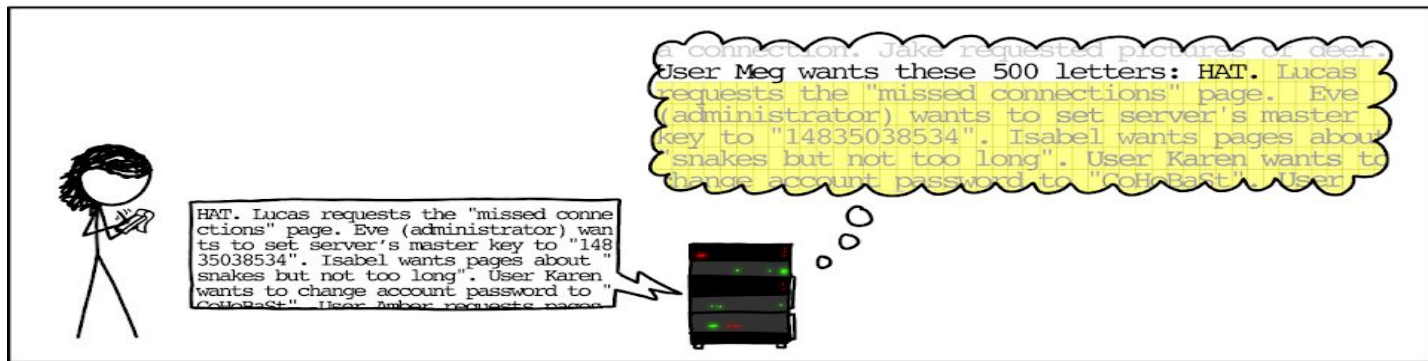 a connection. Jake requested pictures of deer.
User Meg wants these 500 letters: HAT. Lucas
requests the "missed connections" page. Eve
(administrator) wants to set server's master
key to "14835038534". Isabel wants pages about
"snakes but not too long". User Karen wants to
change account password to "CoHoBaSt". User
HAT. Lucas requests the "missed conne
ctions" page. Eve (administrator) wan
ts to set server's master key to "148
35038534". Isabel wants pages about "
snakes but not too long". User Karen
wants to change account password to "
CoHoBaSt". User Amber requests pages